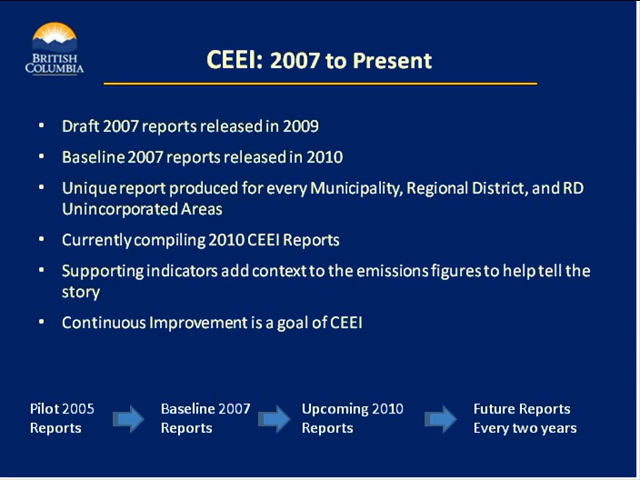 BRITISH
COLUMBIA
CEEI: 2007 to Present
• Draft 2007 reports released in 2009
• Baseline 2007 reports released in 2010
• Unique report produced for every Municipality, Regional District, and RD
Unincorporated Areas
• Currently compiling 2010 CEEI Reports
• Supporting indicators add context to the emissions figures to help tell the
story
• Continuous Improvement is a goal of CEEI
Pilot 2005
Reports
Baseline 2007
Reports
Upcoming 2010
Reports
Future Reports
Every two years